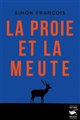 SIMON FRANÇOIS
LA PROIE
ET LA MEUTE